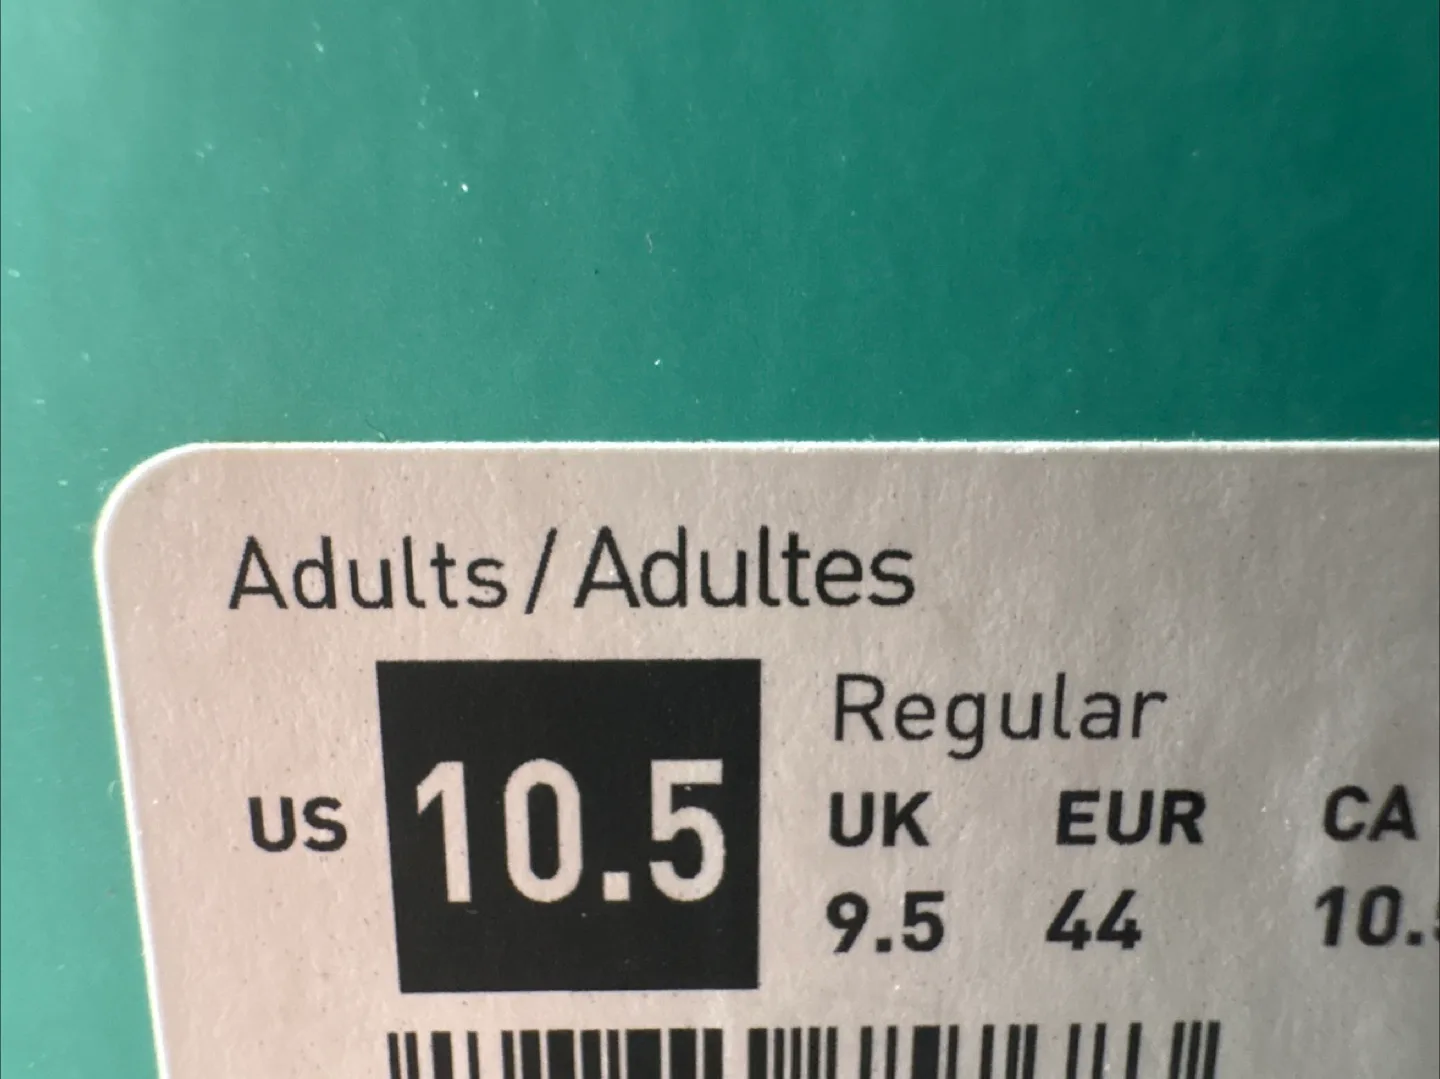 Adults / Adultes
Regular
US 10.5
UK EUR CA
9.5 44